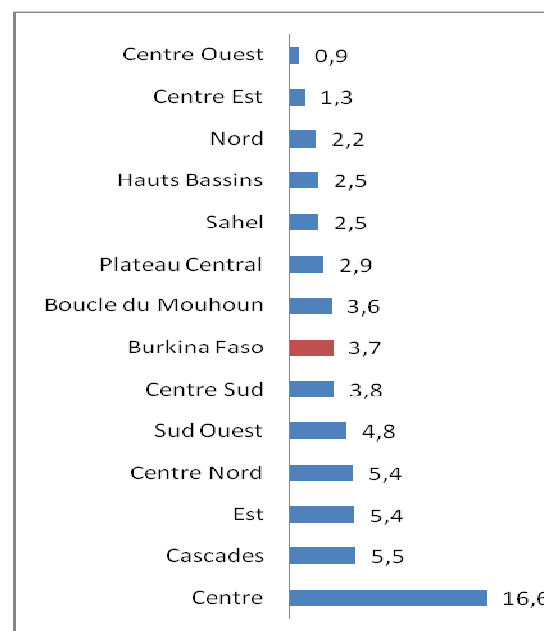 Centre Ouest 0,9
Centre Est 1,3
Nord 2,2
Hauts Bassins 2,5
Sahel 2,5
Plateau Central 2,9
Boucle du Mouhoun 3,6
Burkina Faso 3,7
Centre Sud 3,8
Sud Ouest 4,8
Centre Nord 5,4
Est 5,4
Cascades 5,5
Centre 16,6